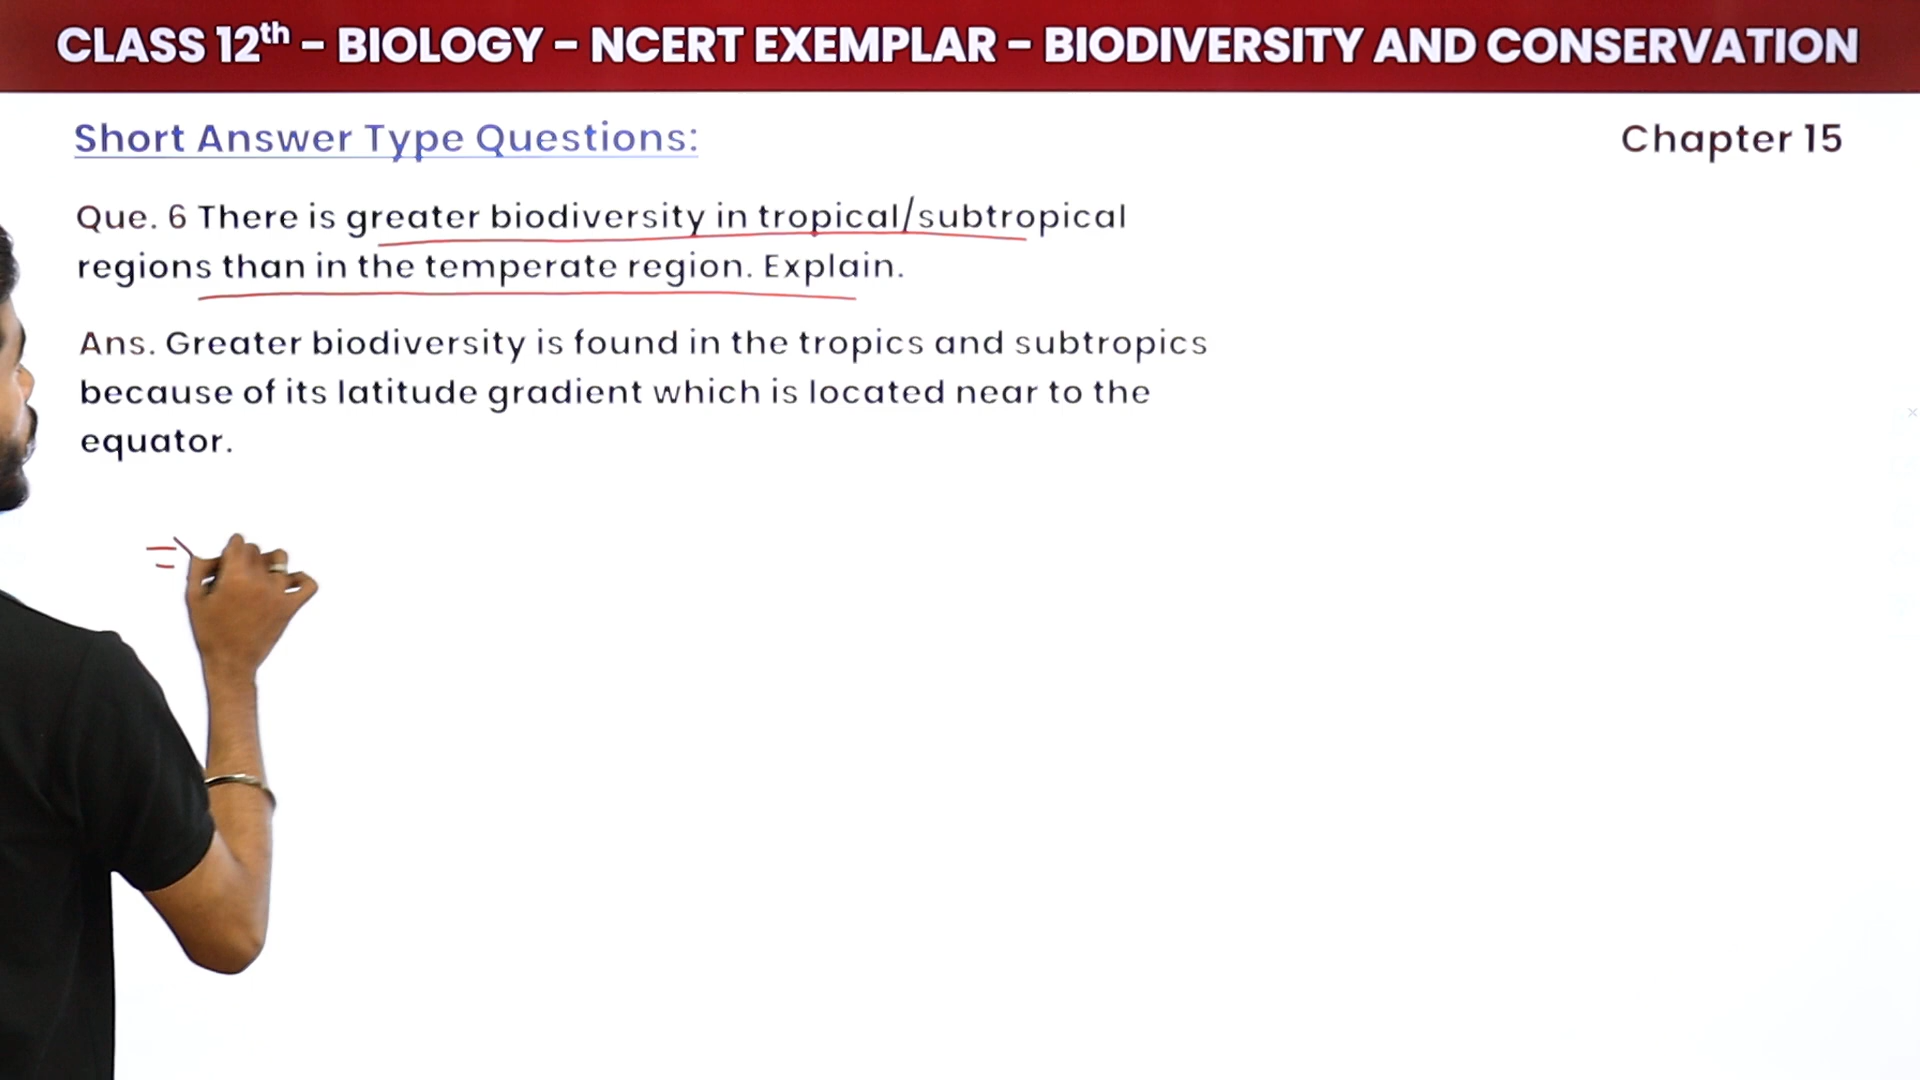 CLASS 12th – BIOLOGY – NCERT EXEMPLAR – BIODIVERSITY AND CONSERVATION
Short Answer Type Questions:
Chapter 15
Que. 6 There is greater biodiversity in tropical/subtropical
regions than in the temperate region. Explain.
Ans. Greater biodiversity is found in the tropics and subtropics
because of its latitude gradient which is located near to the
equator.